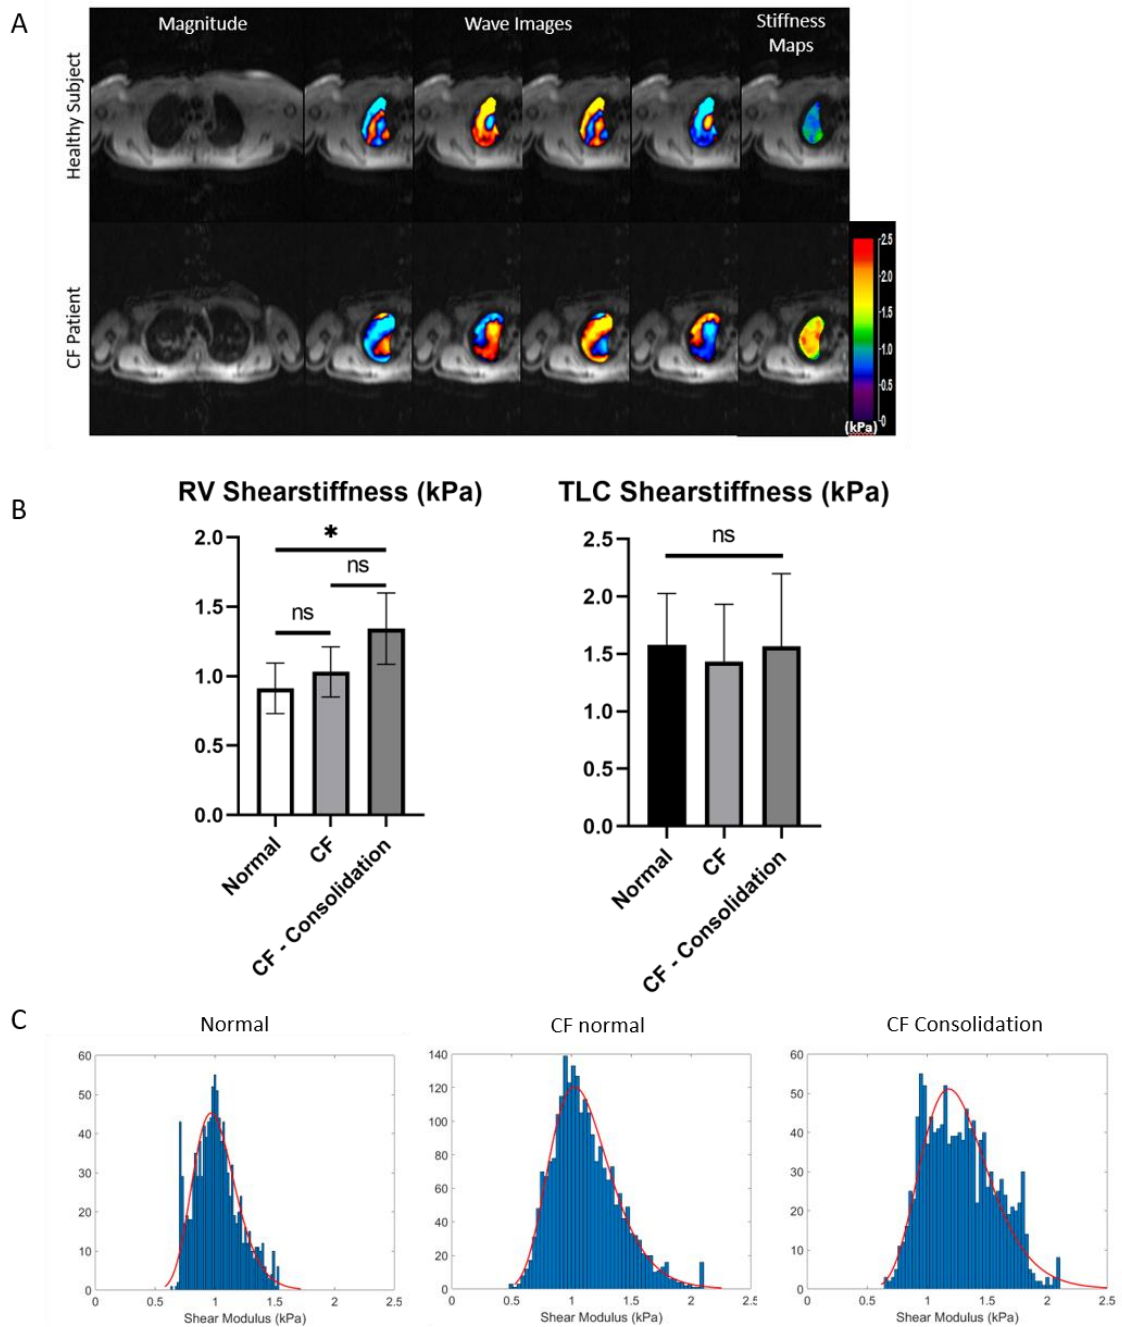 A
Magnitude
Wave Images
Stiffness
Maps
Healthy Subject
CF Patient
2.5
2.0
1.5
1.0
0.5
0
(kPa)
B
RV Shearstiffness (kPa)
2.0
1.5
1.0
0.5
0.0
*
ns
ns
Normal
CF
CF - Consolidation
TLC Shearstiffness (kPa)
2.5
2.0
1.5
1.0
0.5
0.0
ns
Normal
CF
CF - Consolidation
C
Normal
60
50
40
30
20
10
0
0 0.5 1 1.5 2 2.5
Shear Modulus (kPa)
CF normal
140
120
100
80
60
40
20
0
0 0.5 1 1.5 2 2.5
Shear Modulus (kPa)
CF Consolidation
60
50
40
30
20
10
0
0 0.5 1 1.5 2 2.5
Shear Modulus (kPa)